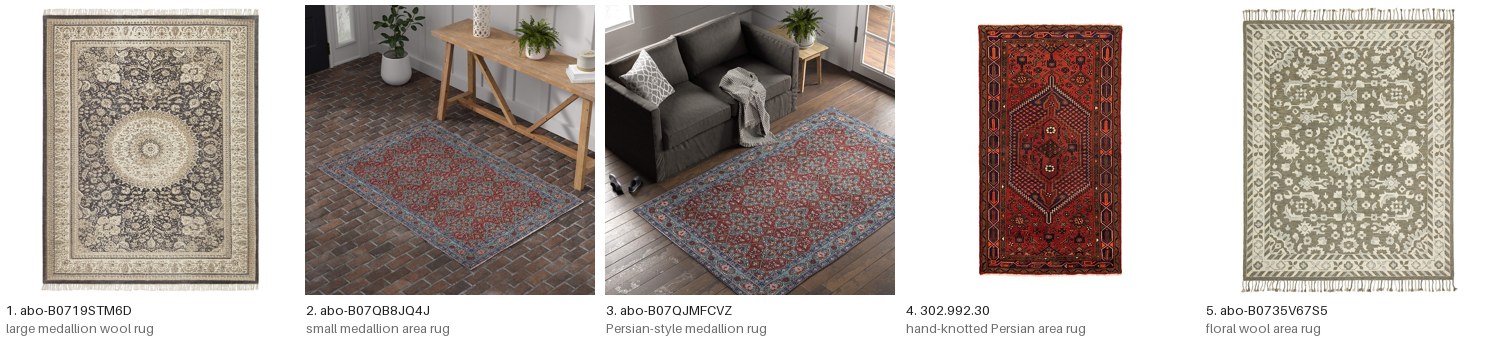 1. abo-B0719STM6D
large medallion wool rug
2. abo-B07QB8JQ4J
small medallion area rug
3. abo-B07QJMFCVZ
Persian-style medallion rug
4. 302.992.30
hand-knotted Persian area rug
5. abo-B0735V67S5
floral wool area rug